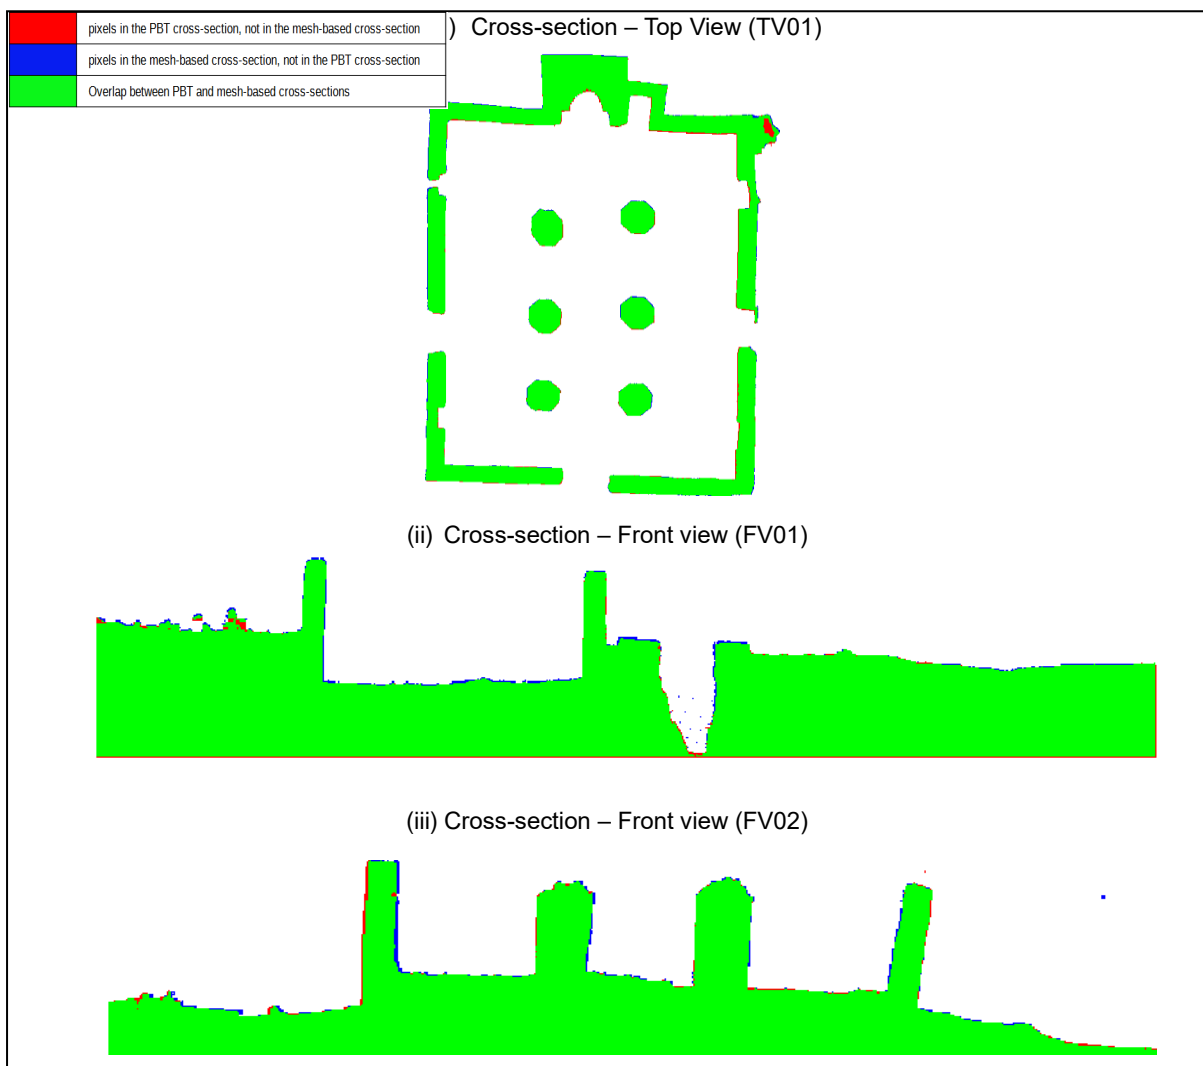 pixels in the PBT cross-section, not in the mesh-based cross-section
) Cross-section – Top View (TV01)
pixels in the mesh-based cross-section, not in the PBT cross-section
Overlap between PBT and mesh-based cross-sections
(ii) Cross-section – Front view (FV01)
(iii) Cross-section – Front view (FV02)